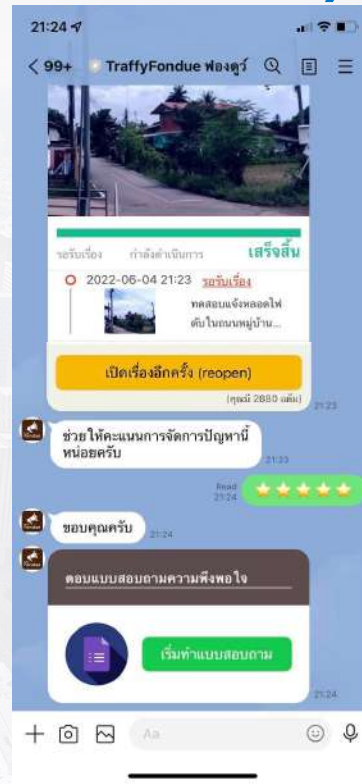 21:24
99+ TraffyFondue ฟองดูว์
รอรับเรื่อง กำลังดำเนินการ เสร็จสิ้น
2022-06-04 21:23 รอรับเรื่อง
ทดสอบแจ้งหลอดไฟ
ดับในถนนหมู่บ้าน...
เปิดเรื่องอีกครั้ง (reopen)
(คุณมี 2880 แต้ม)
21:23
ช่วยให้คะแนนการจัดการปัญหานี้
หน่อยครับ
21:23
Read
21:24
ขอบคุณครับ
21:24
ตอบแบบสอบถามความพึงพอใจ
เริ่มทำแบบสอบถาม
21:24
Aa